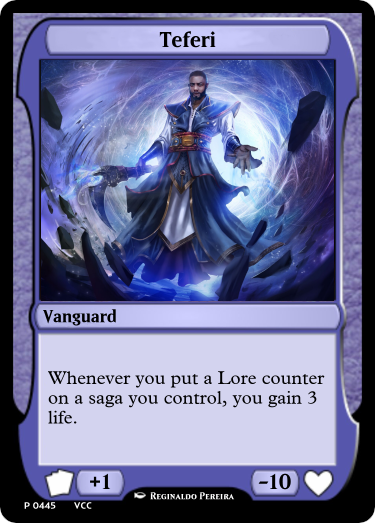 Teferi
Vanguard
Whenever you put a Lore counter
on a saga you control, you gain 3
life.
+1
-10
Reginaldo Pereira
P 0445 VCC